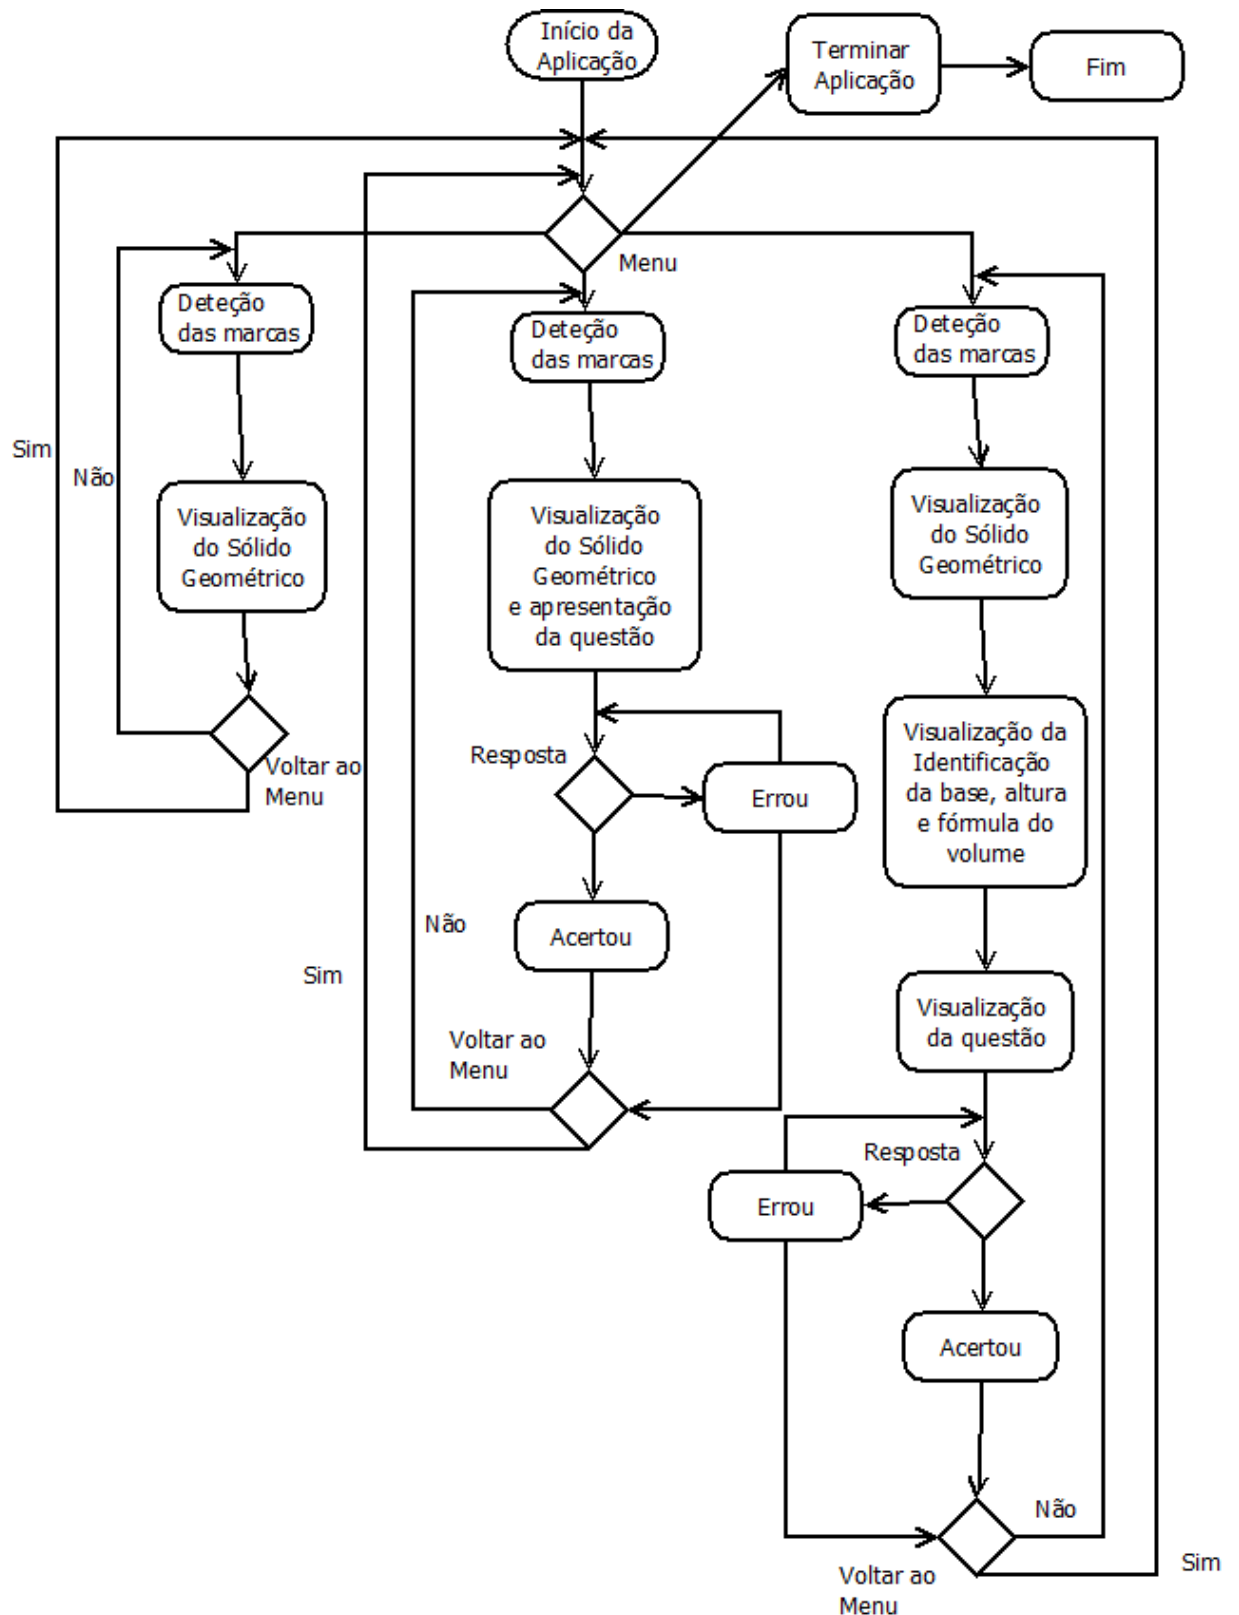 Início da
Aplicação
Terminar
Aplicação
Fim
Menu
Deteção
das marcas
Deteção
das marcas
Deteção
das marcas
Sim
Não
Visualização
do Sólido
Geométrico
Visualização
do Sólido
Geométrico
e apresentação
da questão
Visualização
do Sólido
Geométrico
Voltar ao
Menu
Resposta
Errou
Visualização da
Identificação
da base, altura
e fórmula do
volume
Não
Acertou
Sim
Voltar ao
Menu
Visualização
da questão
Resposta
Errou
Acertou
Não
Voltar ao
Menu
Sim